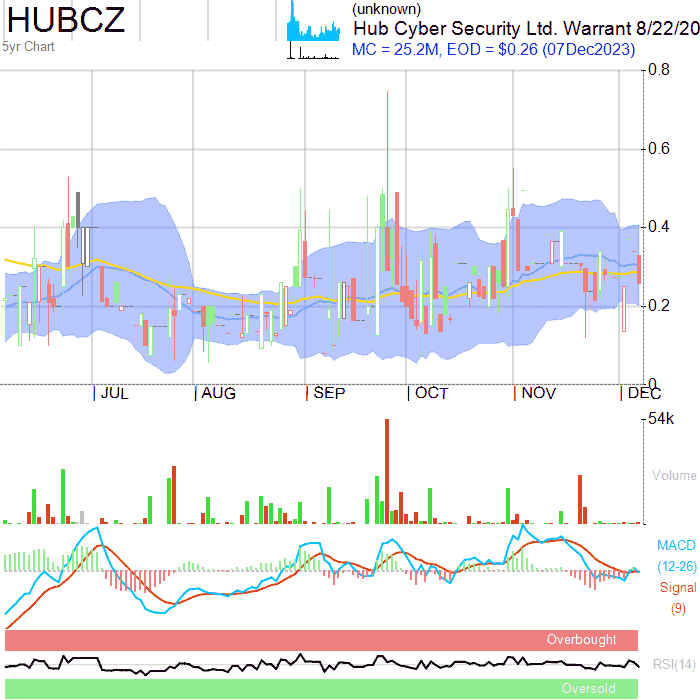 HUBCZ
5yr Chart
(unknown)
Hub Cyber Security Ltd. Warrant 8/22/20
MC = 25.2M, EOD = $0.26 (07Dec2023)
0.8
0.6
0.4
0.2
0
JUL AUG SEP OCT NOV DEC
54k
Volume
MACD
(12-26)
Signal
(9)
Overbought
RSI(14)
Oversold